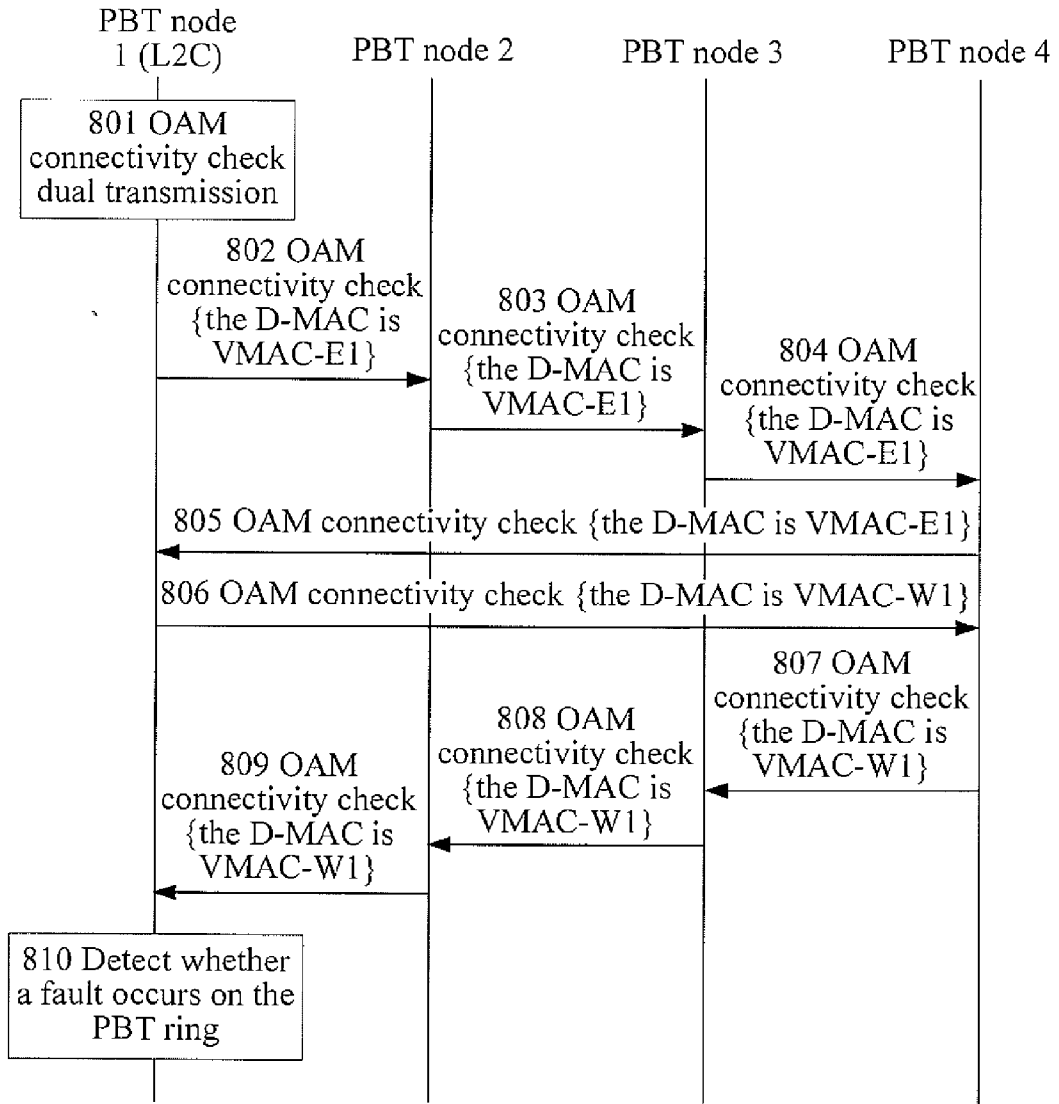 PBT node
1 (L2C)
PBT node 2
PBT node 3
PBT node 4
801 OAM
connectivity check
dual transmission
802 OAM
connectivity check
{the D-MAC is
VMAC-E1}
803 OAM
connectivity check
{the D-MAC is
VMAC-E1}
804 OAM
connectivity check
{the D-MAC is
VMAC-E1}
805 OAM connectivity check {the D-MAC is VMAC-E1}
806 OAM connectivity check {the D-MAC is VMAC-W1}
807 OAM
connectivity check
{the D-MAC is
VMAC-W1}
808 OAM
connectivity check
{the D-MAC is
VMAC-W1}
809 OAM
connectivity check
{the D-MAC is
VMAC-W1}
810 Detect whether
a fault occurs on the
PBT ring